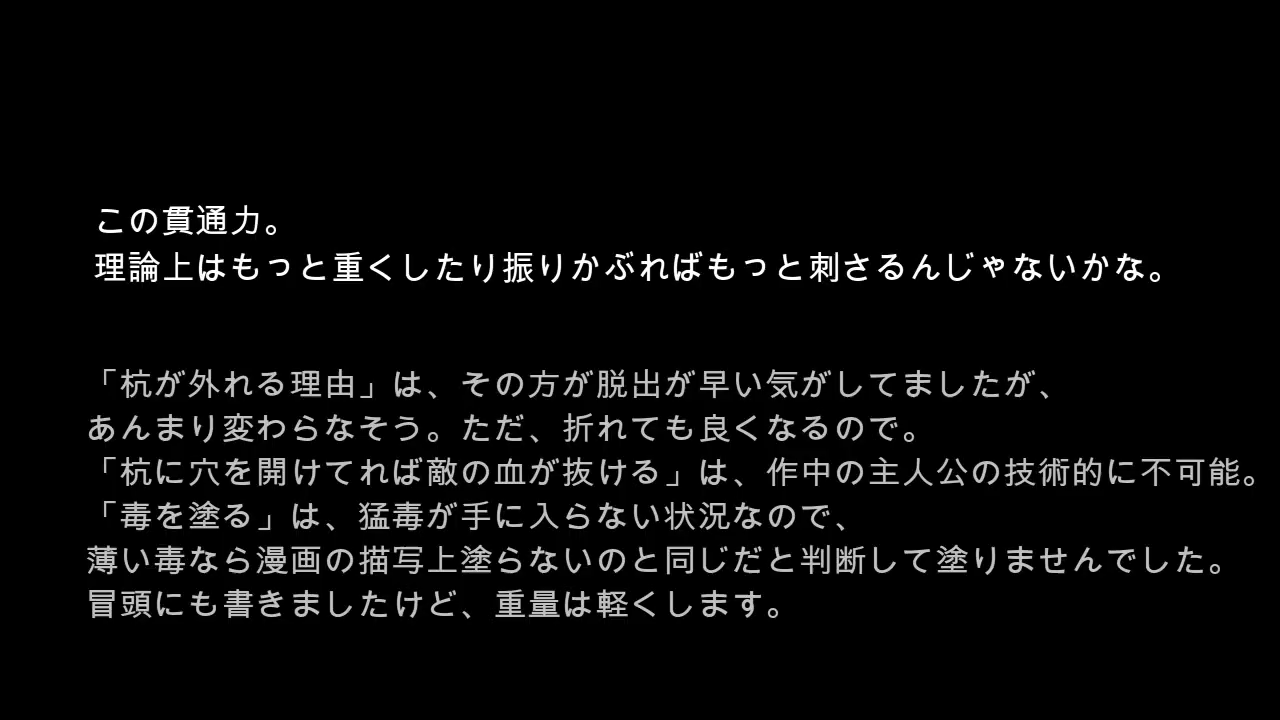 この貫通力。
理論上はもっと重くしたり振りかぶればもっと刺さるんじゃないかな。
「杭が外れる理由」は、その方が脱出が早い気がしてましたが、
あんまり変わらなそう。ただ、折れても良くなるので。
「杭に穴を開けてれば敵の血が抜ける」は、作中の主人公の技術的に不可能。
「毒を塗る」は、猛毒が手に入らない状況なので、
薄い毒なら漫画の描写上塗らないのと同じだと判断して塗りませんでした。
冒頭にも書きましたけど、重量は軽くします。